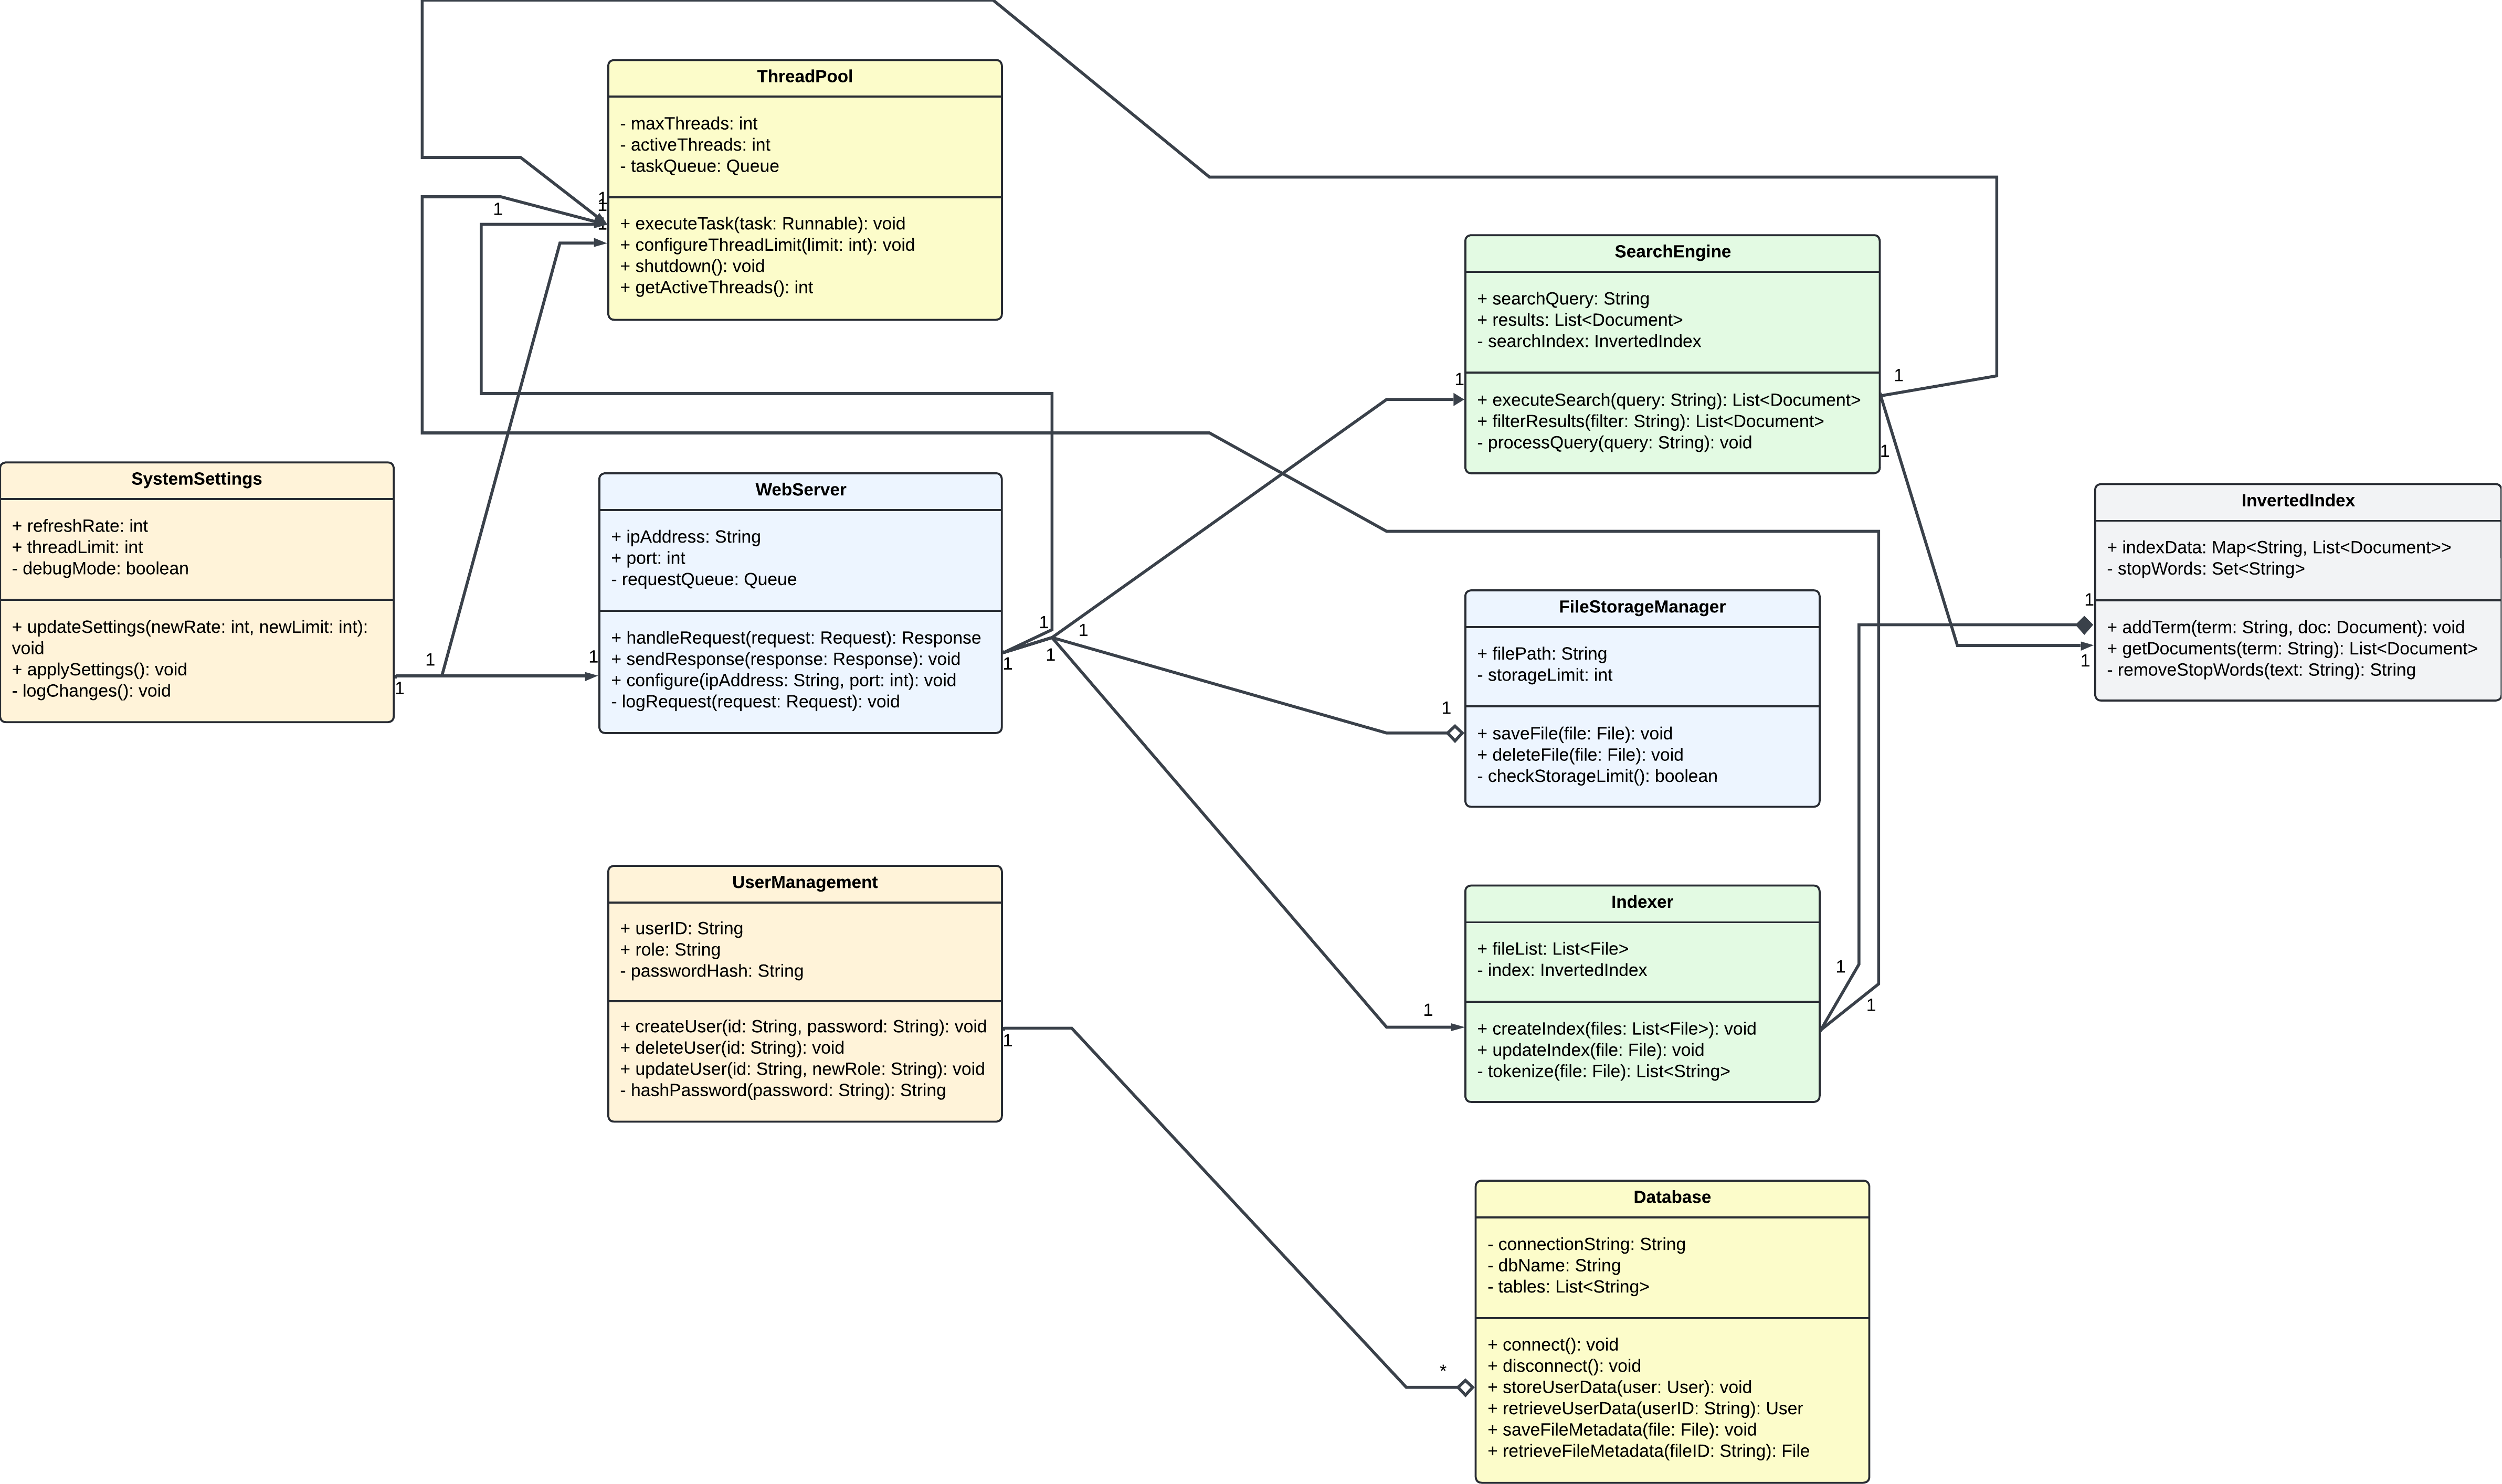 ThreadPool
- maxThreads: int
- activeThreads: int
- taskQueue: Queue
+ executeTask(task: Runnable): void
+ configureThreadLimit(limit: int): void
+ shutdown(): void
+ getActiveThreads(): int
1
1
1
1
SearchEngine
+ searchQuery: String
+ results: List<Document>
- searchIndex: InvertedIndex
+ executeSearch(query: String): List<Document>
+ filterResults(filter: String): List<Document>
- processQuery(query: String): void
1
1
1
SystemSettings
+ refreshRate: int
+ threadLimit: int
- debugMode: boolean
+ updateSettings(newRate: int, newLimit: int):
void
+ applySettings(): void
- logChanges(): void
1
1
WebServer
+ ipAddress: String
+ port: int
- requestQueue: Queue
+ handleRequest(request: Request): Response
+ sendResponse(response: Response): void
+ configure(ipAddress: String, port: int): void
- logRequest(request: Request): void
1
1
1
1
1
InvertedIndex
+ indexData: Map<String, List<Document>>
- stopWords: Set<String>
+ addTerm(term: String, doc: Document): void
+ getDocuments(term: String): List<Document>
- removeStopWords(text: String): String
1
1
FileStorageManager
+ filePath: String
- storageLimit: int
+ saveFile(file: File): void
+ deleteFile(file: File): void
- checkStorageLimit(): boolean
1
UserManagement
+ userID: String
+ role: String
- passwordHash: String
+ createUser(id: String, password: String): void
+ deleteUser(id: String): void
+ updateUser(id: String, newRole: String): void
- hashPassword(password: String): String
1
Indexer
+ fileList: List<File>
- index: InvertedIndex
+ createIndex(files: List<File>): void
+ updateIndex(file: File): void
- tokenize(file: File): List<String>
1
1
1
Database
- connectionString: String
- dbName: String
- tables: List<String>
+ connect(): void
+ disconnect(): void
+ storeUserData(user: User): void
+ retrieveUserData(userID: String): User
+ saveFileMetadata(file: File): void
+ retrieveFileMetadata(fileID: String): File
*